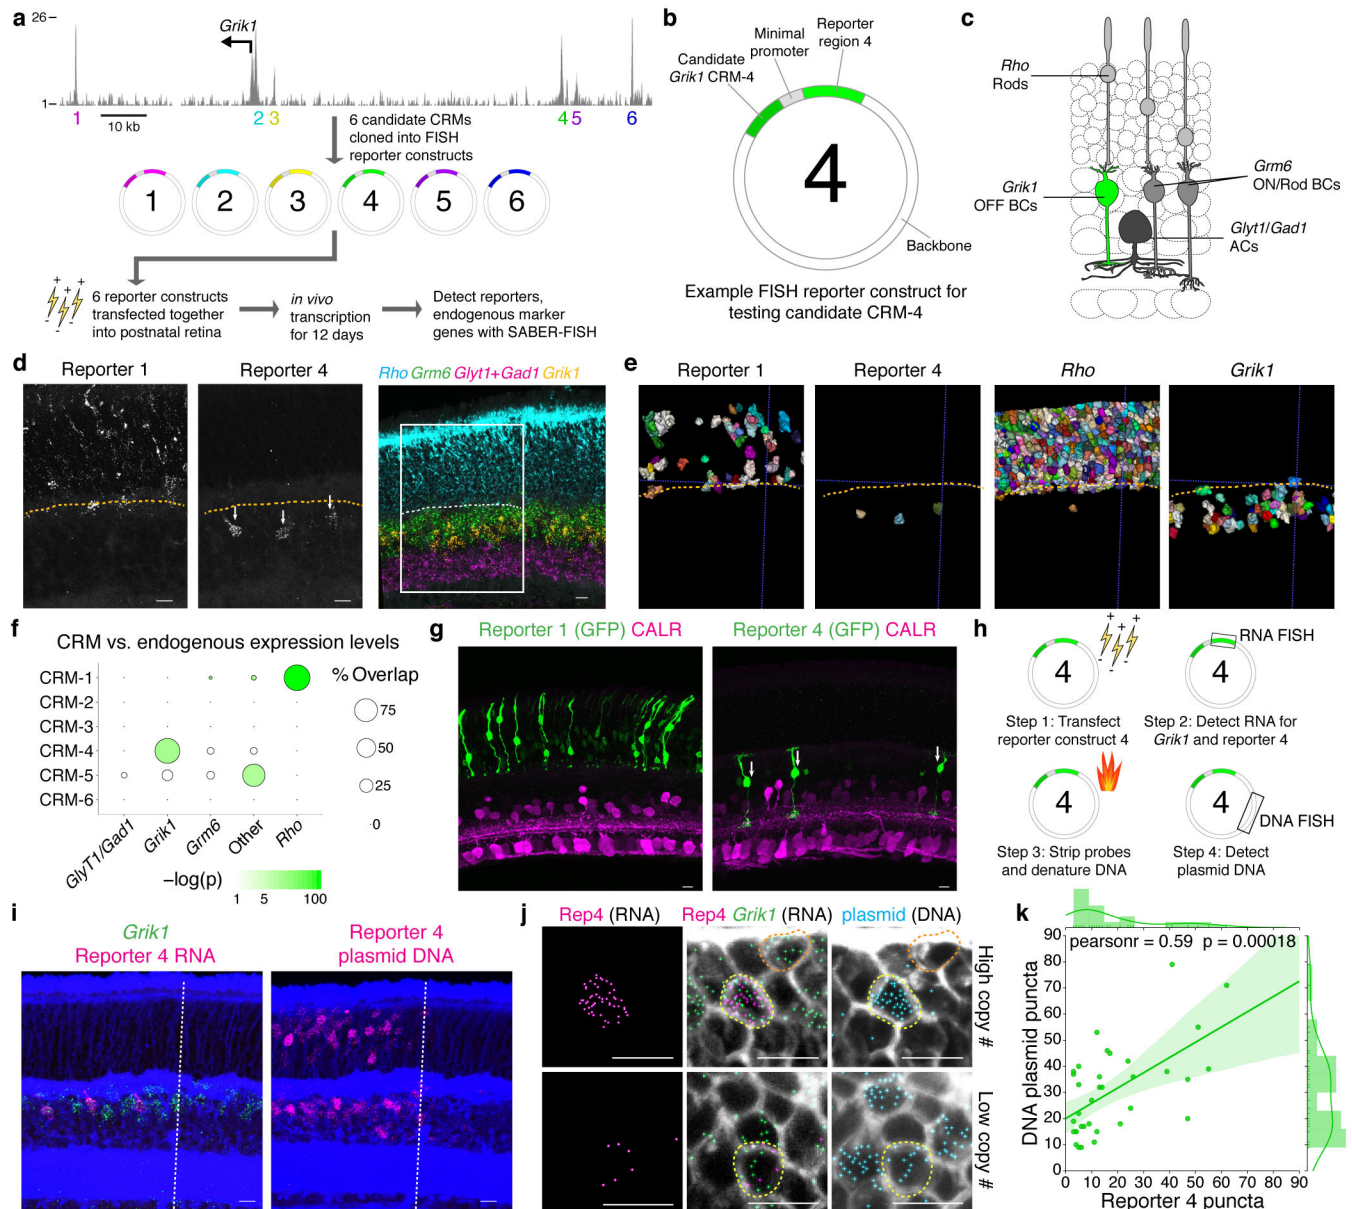 a
26
Grik1
1
1
10 kb
2
3
4
5
6
6 candidate CRMs
cloned into FISH
reporter constructs
1
2
3
4
5
6
+ + +
- - -
6 reporter constructs
transfected together
into postnatal retina
in vivo
transcription
for 12 days
Detect reporters,
endogenous marker
genes with SABER-FISH
b
Candidate
Grik1 CRM-4
Minimal
promoter
Reporter
region 4
4
Backbone
Example FISH reporter construct for
testing candidate CRM-4
c
Rho
Rods
Grik1
OFF BCs
Grm6
ON/Rod BCs
Glyt1/Gad1
ACs
d
Reporter 1
Reporter 4
Rho Grm6 Glyt1+Gad1 Grik1
e
Reporter 1
Reporter 4
Rho
Grik1
f
CRM vs. endogenous expression levels
CRM-1
CRM-2
CRM-3
CRM-4
CRM-5
CRM-6
GlyT1/Gad1
Grik1
Grm6
Other
Rho
% Overlap
75
50
25
0
−log(p)
1 5 100
g
Reporter 1 (GFP) CALR
Reporter 4 (GFP) CALR
h
4
+ + +
- - -
Step 1: Transfect
reporter construct 4
4
RNA FISH
Step 2: Detect RNA for
Grik1 and reporter 4
4
Step 3: Strip probes
and denature DNA
4
DNA FISH
Step 4: Detect
plasmid DNA
i
Grik1
Reporter 4 RNA
Reporter 4
plasmid DNA
j
Rep4 (RNA)
Rep4 Grik1 (RNA)
plasmid (DNA)
High copy #
Low copy #
k
pearsonr = 0.59 p = 0.00018
DNA plasmid puncta
90
80
70
60
50
40
30
20
10
0
0 10 20 30 40 50 60 70 80 90
Reporter 4 puncta